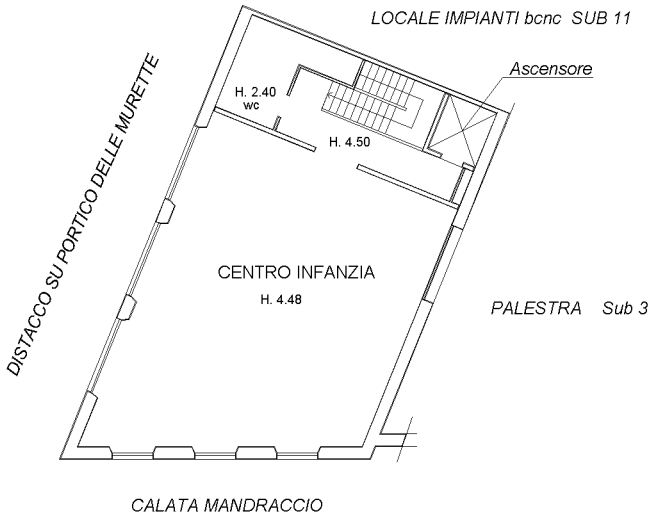 LOCALE IMPIANTI bcnc SUB 11
Ascensore
DISTACCO SU PORTICO DELLE MURETTE
H. 2.40
wc
H. 4.50
CENTRO INFANZIA
H. 4.48
PALESTRA Sub 3
CALATA MANDRACCIO